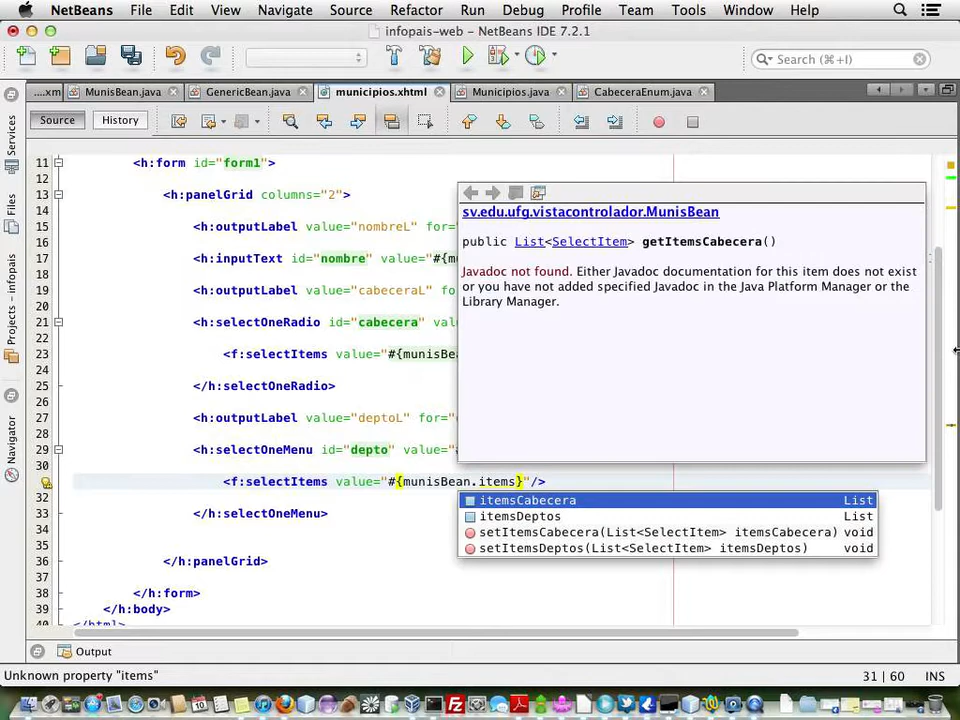 NetBeans File Edit View Navigate Source Refactor Run Debug Profile Team Tools Window Help
infopais-web - NetBeans IDE 7.2.1
Search (⌘+I)
....xm MunisBean.java GenericBean.java municipios.xhtml Municipios.java CabeceraEnum.java
Source History
Services
Files
Projects - infopais
Navigator
11 <h:form id="form1">
12
13 <h:panelGrid columns="2">
14
15 <h:outputLabel value="nombreL" for="
16
17 <h:inputText id="nombre" value="#{m
18
19 <h:outputLabel value="cabeceraL" fo
20
21 <h:selectOneRadio id="cabecera" val
22
23 <f:selectItems value="#{munisBea
24
25 </h:selectOneRadio>
26
27 <h:outputLabel value="deptoL" for="
28
29 <h:selectOneMenu id="depto" value="
30
<f:selectItems value="#{munisBean.items}"/>
32
33 </h:selectOneMenu>
34
35
36 </h:panelGrid>
37
38 </h:form>
39 </h:body>
40 </html>
sv.edu.ufg.vistacontrolador.MunisBean
public List<SelectItem> getItemsCabecera()
Javadoc not found. Either Javadoc documentation for this item does not exist
or you have not added specified Javadoc in the Java Platform Manager or the
Library Manager.
itemsCabecera List
itemsDeptos List
setItemsCabecera(List<SelectItem> itemsCabecera) void
setItemsDeptos(List<SelectItem> itemsDeptos) void
Output
Unknown property "items" 31 | 60 INS